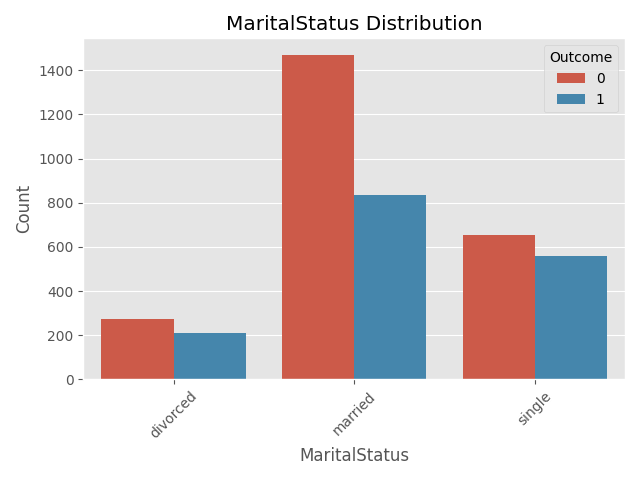 MaritalStatus Distribution
Outcome
0
1
1400
1200
1000
800
600
400
200
0
Count
divorced
married
single
MaritalStatus